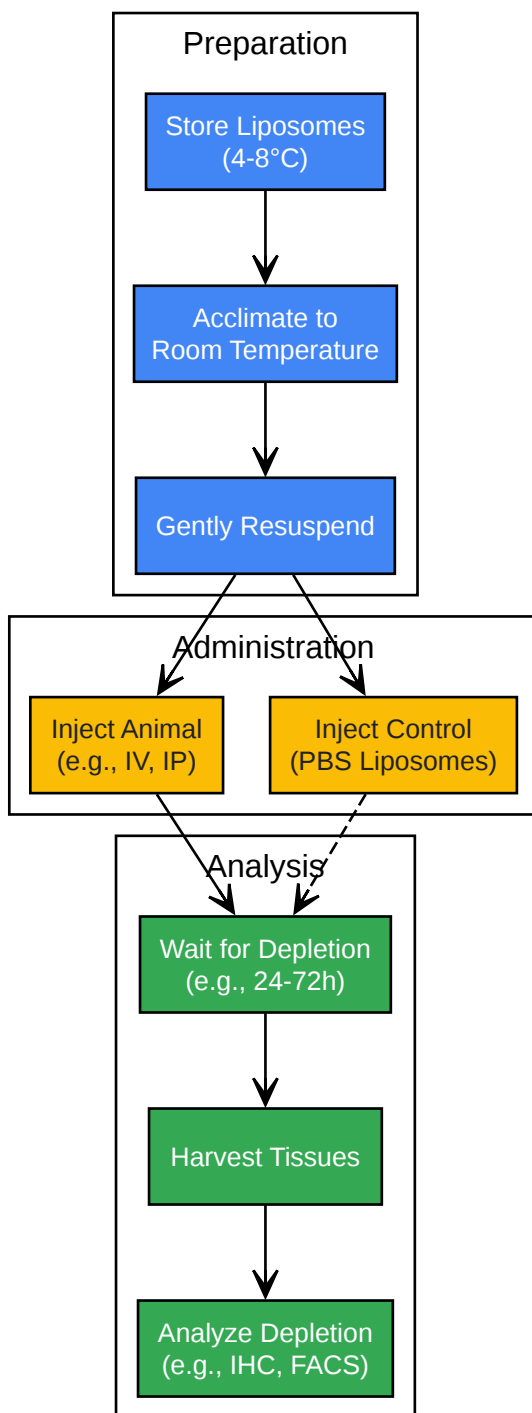 Preparation
Store Liposomes
(4-8°C)
Acclimate to
Room Temperature
Gently Resuspend
Administration
Inject Animal
(e.g., IV, IP)
Inject Control
(PBS Liposomes)
Analysis
Wait for Depletion
(e.g., 24-72h)
Harvest Tissues
Analyze Depletion
(e.g., IHC, FACS)